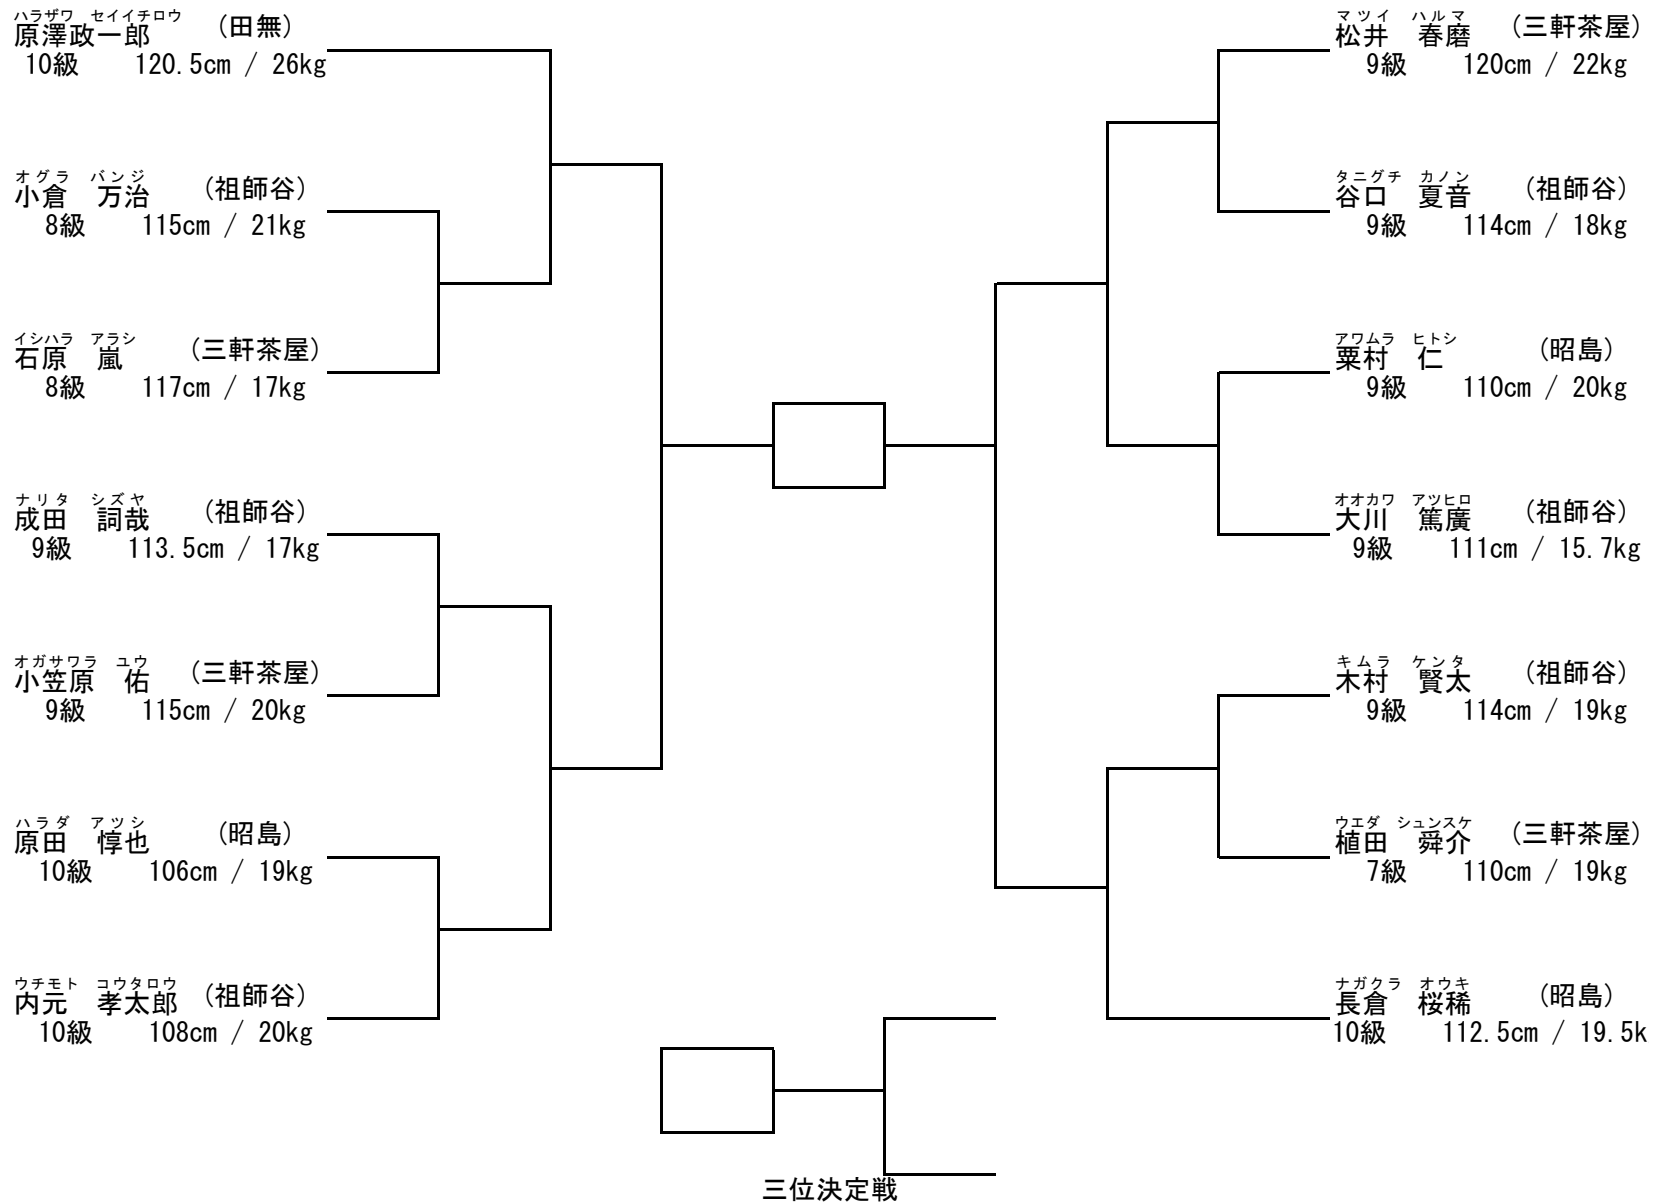 ハラザワ セイイチロウ
原澤政一郎 (田無)
10級 120.5cm / 26kg
オグラ バンジ
小倉 万治 (祖師谷)
8級 115cm / 21kg
イシハラ アラシ
石原 嵐 (三軒茶屋)
8級 117cm / 17kg
ナリタ シズヤ
成田 詞哉 (祖師谷)
9級 113.5cm / 17kg
オガサワラ ユウ
小笠原 佑 (三軒茶屋)
9級 115cm / 20kg
ハラダ アツシ
原田 惇也 (昭島)
10級 106cm / 19kg
ウチモト コウタロウ
内元 孝太郎 (祖師谷)
10級 108cm / 20kg
マツイ ハルマ
松井 春磨 (三軒茶屋)
9級 120cm / 22kg
タニグチ カノン
谷口 夏音 (祖師谷)
9級 114cm / 18kg
アワムラ ヒトシ
粟村 仁 (昭島)
9級 110cm / 20kg
オオカワ アツヒロ
大川 篤廣 (祖師谷)
9級 111cm / 15.7kg
キムラ ケンタ
木村 賢太 (祖師谷)
9級 114cm / 19kg
ウエダ シュンスケ
植田 舜介 (三軒茶屋)
7級 110cm / 19kg
ナガクラ オウキ
長倉 桜稀 (昭島)
10級 112.5cm / 19.5k
三位決定戦